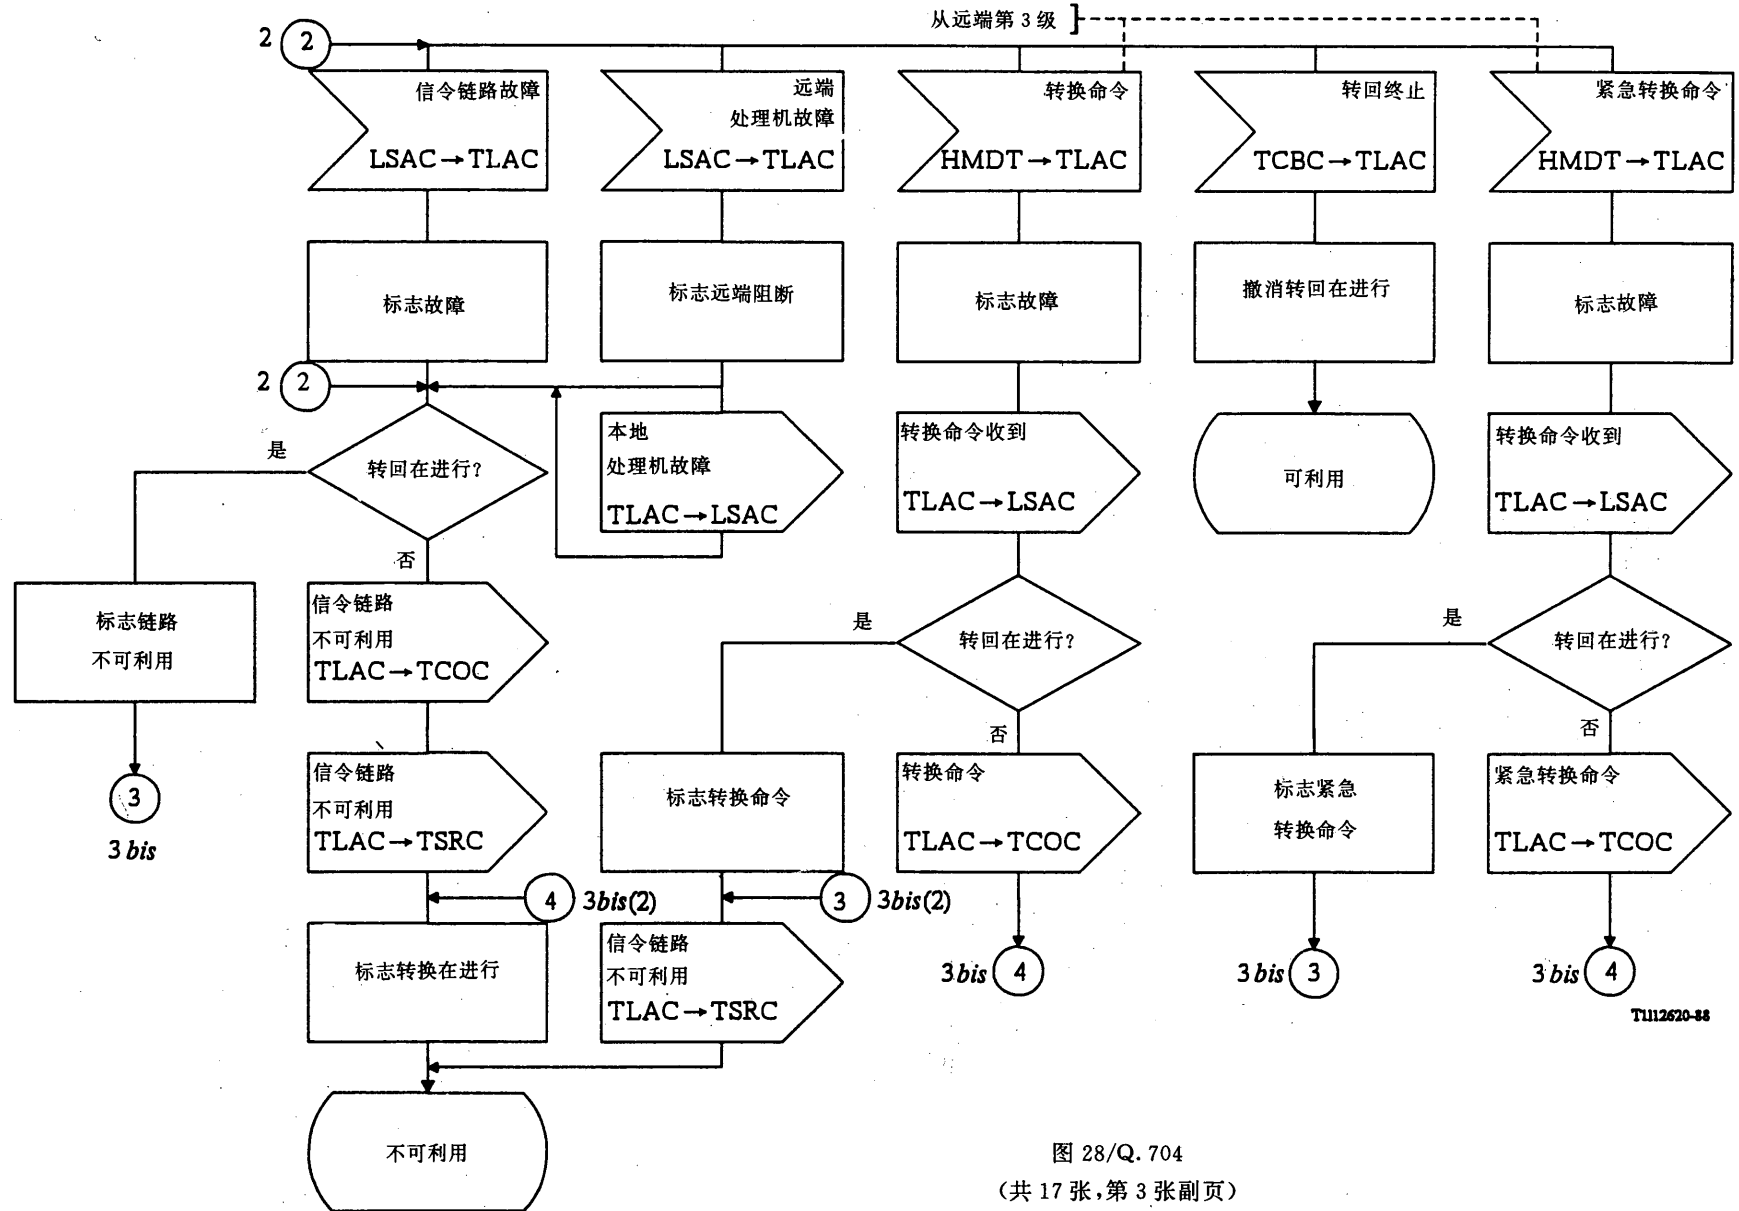 从远端第3级
2 2
信令链路故障
LSAC→TLAC
远端
处理机故障
LSAC→TLAC
转换命令
HMDT→TLAC
转回终止
TCBC→TLAC
紧急转换命令
HMDT→TLAC
标志故障
标志远端阻断
标志故障
撤消转回在进行
标志故障
2 2
是
转回在进行?
否
本地
处理机故障
TLAC→LSAC
转换命令收到
TLAC→LSAC
可利用
转换命令收到
TLAC→LSAC
标志链路
不可利用
信令链路
不可利用
TLAC→TCOC
是
转回在进行?
否
是
转回在进行?
否
3
3 bis
信令链路
不可利用
TLAC→TSRC
标志转换命令
转换命令
TLAC→TCOC
标志紧急
转换命令
紧急转换命令
TLAC→TCOC
4 3bis(2)
3 3bis(2)
标志转换在进行
信令链路
不可利用
TLAC→TSRC
3bis 4
3bis 3
3bis 4
T1112620-88
不可利用
图 28/Q.704
(共17张,第3张副页)